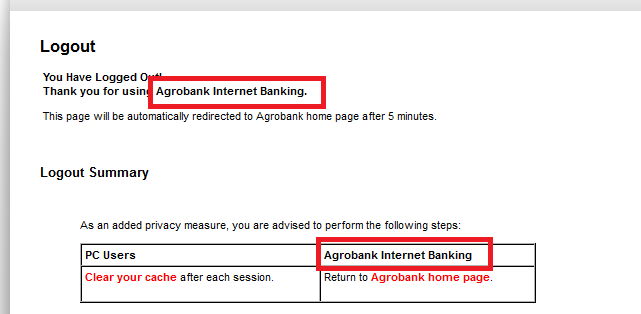 Logout
You Have Logged Out!
Thank you for using Agrobank Internet Banking.
This page will be automatically redirected to Agrobank home page after 5 minutes.
Logout Summary
As an added privacy measure, you are advised to perform the following steps:
PC Users Agrobank Internet Banking
Clear your cache after each session. Return to Agrobank home page.